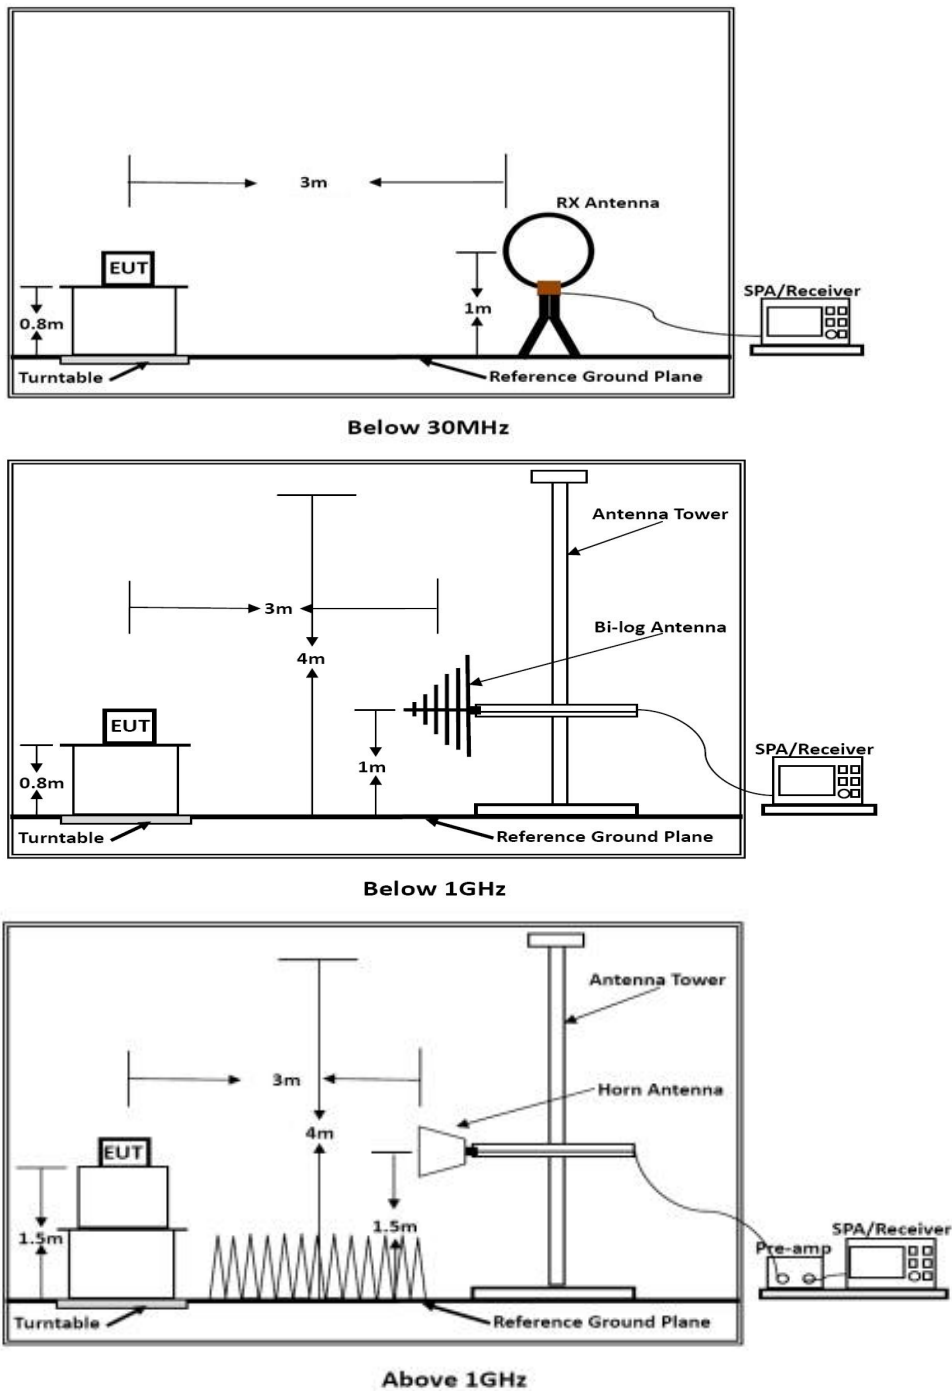 3m
RX Antenna
EUT
SPA/Receiver
1m
0.8m
Turntable
Reference Ground Plane
Below 30MHz
Antenna Tower
3m
Bi-log Antenna
4m
EUT
SPA/Receiver
1m
0.8m
Turntable
Reference Ground Plane
Below 1GHz
Antenna Tower
3m
Horn Antenna
4m
EUT
1.5m
1.5m
SPA/Receiver
Pre-amp
Turntable
Reference Ground Plane
Above 1GHz